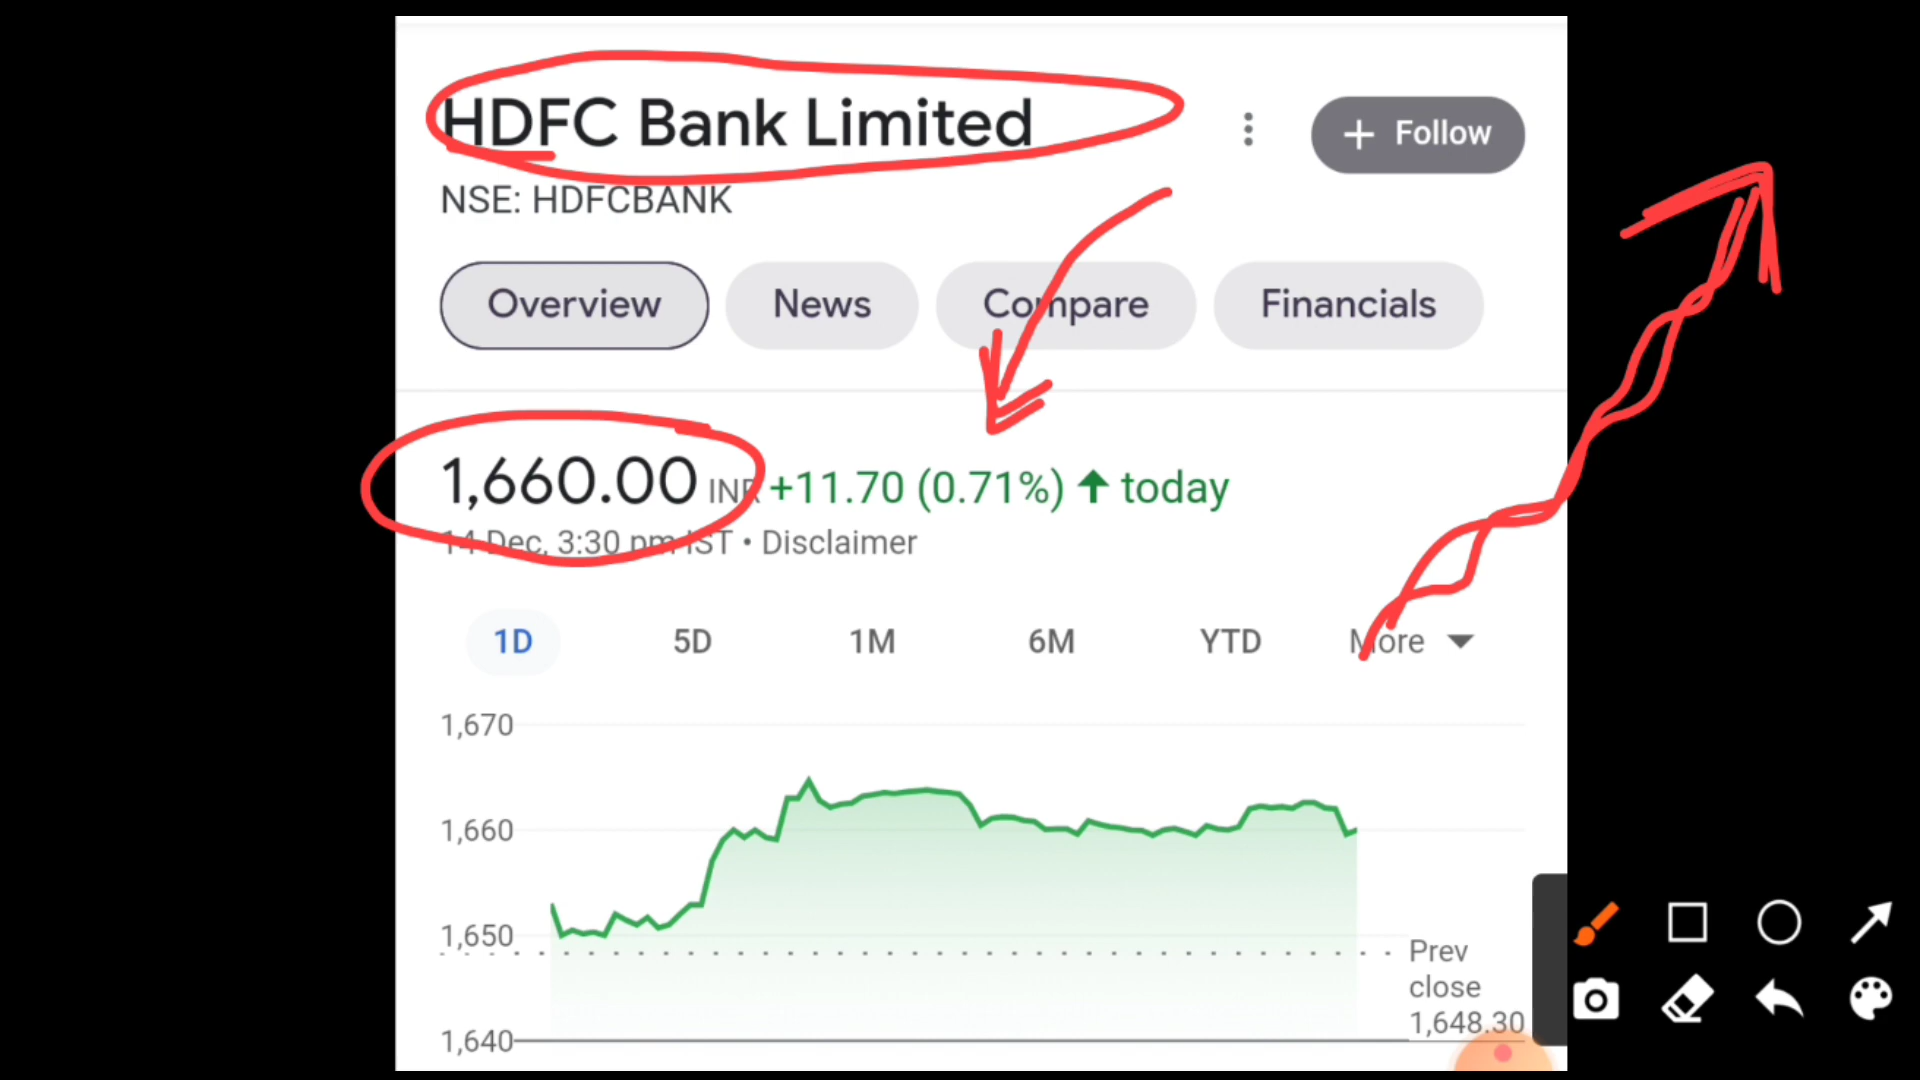 HDFC Bank Limited
+ Follow
NSE: HDFCBANK
Overview News Compare Financials
1,660.00 INR +11.70 (0.71%) ↑ today
14 Dec, 3:30 pm IST • Disclaimer
1D 5D 1M 6M YTD More
1,670
1,660
1,650
Prev
close
1,648.30
1,640